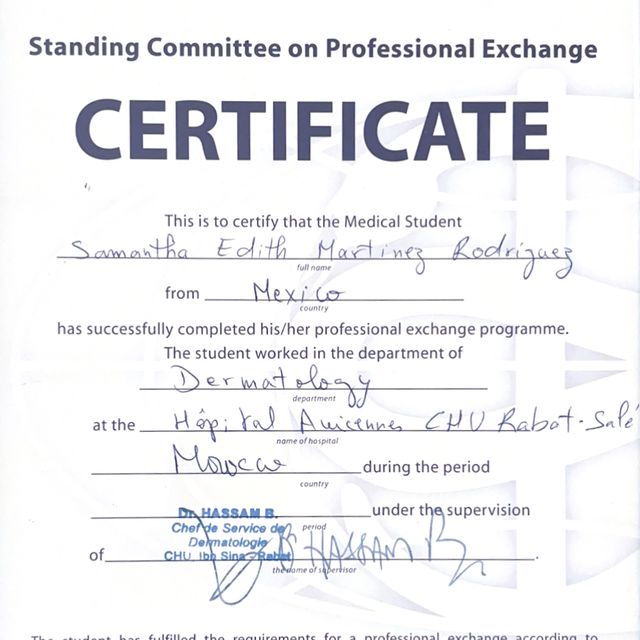 Standing Committee on Professional Exchange
CERTIFICATE
This is to certify that the Medical Student
Samantha Edith Martinez Rodriguez
full name
from Mexico
country
has successfully completed his/her professional exchange programme.
The student worked in the department of
Dermatology
department
at the Hôpital Avicennes CHU Rabat-Salé
name of hospital
Morocco during the period
country
under the supervision
Dr. HASSAM B.
period
Chef de Service de
Dermatologie
of HASSAM B
CHU Ibn Sina - Rabat
the name of supervisor
The student has fulfilled the requirements for a professional exchange according to